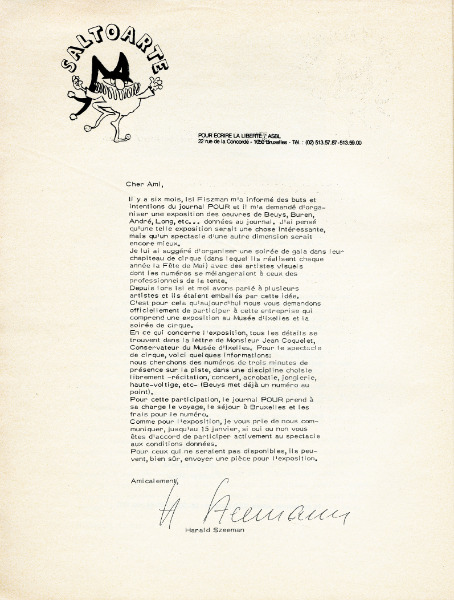 SALTOARTE
POUR ECRIRE LA LIBERTE ASBL
22 rue de la Concorde - 1050 Bruxelles - Tél. : (02) 513.57.87-513.59.00
Cher Ami,
Il y a six mois, Isi Fiszman m'a informé des buts et
intentions du journal POUR et il m'a demandé d'orga-
niser une exposition des oeuvres de Beuys, Buren,
André, Long, etc... données au journal. J'ai pensé
qu'une telle exposition serait une chose intéressante,
mais qu'un spectacle d'une autre dimension serait
encore mieux.
Je lui ai suggéré d'organiser une soirée de gala dans leur
chapiteau de cirque (dans lequel ils réalisent chaque
année la Fête de Mai) avec des artistes visuels
dont les numéros se mélangeraient à ceux des
professionnels de la tente.
Depuis lors Isi et moi avons parlé à plusieurs
artistes et ils étaient emballés par cette idée.
C'est pour cela qu'aujourd'hui nous vous demandons
officiellement de participer à cette entreprise qui
comprend une exposition au Musée d'Ixelles et la
soirée de cirque.
En ce qui concerne l'exposition, tous les détails se
trouvent dans la lettre de Monsieur Jean Coquelet,
Conservateur du Musée d'Ixelles. Pour le spectacle
de cirque, voici quelques informations:
nous cherchons des numéros de trois minutes de
présence sur la piste, dans une discipline choisie
librement -récitation, concert, acrobatie, jonglerie,
haute-voltige, etc- (Beuys met déjà un numéro au
point).
Pour cette participation, le journal POUR prend à
sa charge le voyage, le séjour à Bruxelles et les
frais pour le numéro.
Comme pour l'exposition, je vous prie de nous com-
muniquer, jusqu'au 15 janvier, si oui ou non vous
êtes d'accord de participer activement au spectacle
aux conditions données.
Pour ceux qui ne seraient pas disponibles, ils peu-
vent, bien sûr, envoyer une pièce pour l'exposition.
Amicalement,
H Szeemann
Harald Szeeman